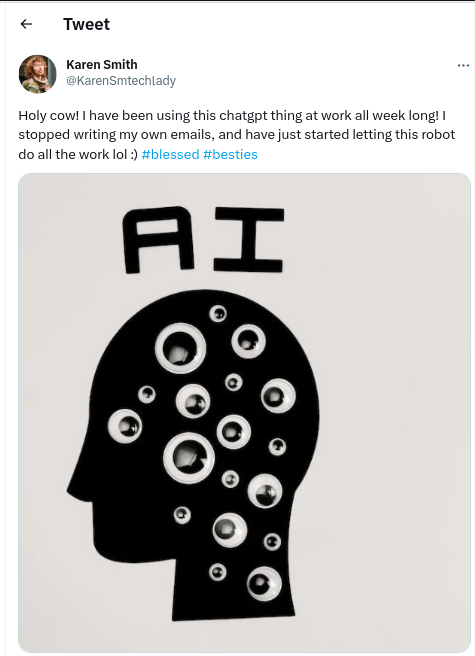 Tweet
Karen Smith
@KarenSmtechlady
Holy cow! I have been using this chatgpt thing at work all week long! I
stopped writing my own emails, and have just started letting this robot
do all the work lol :) #blessed #besties
AI